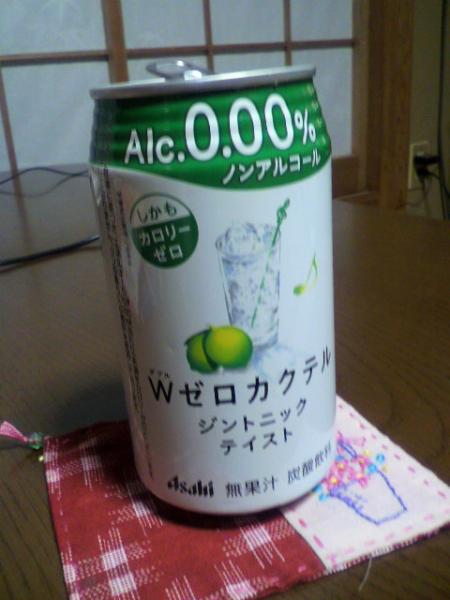 Alc.0.00%
ノンアルコール
しかも
カロリー
ゼロ
ダブル
Wゼロカクテル
ジントニック
テイスト
Asahi 無果汁 炭酸飲料